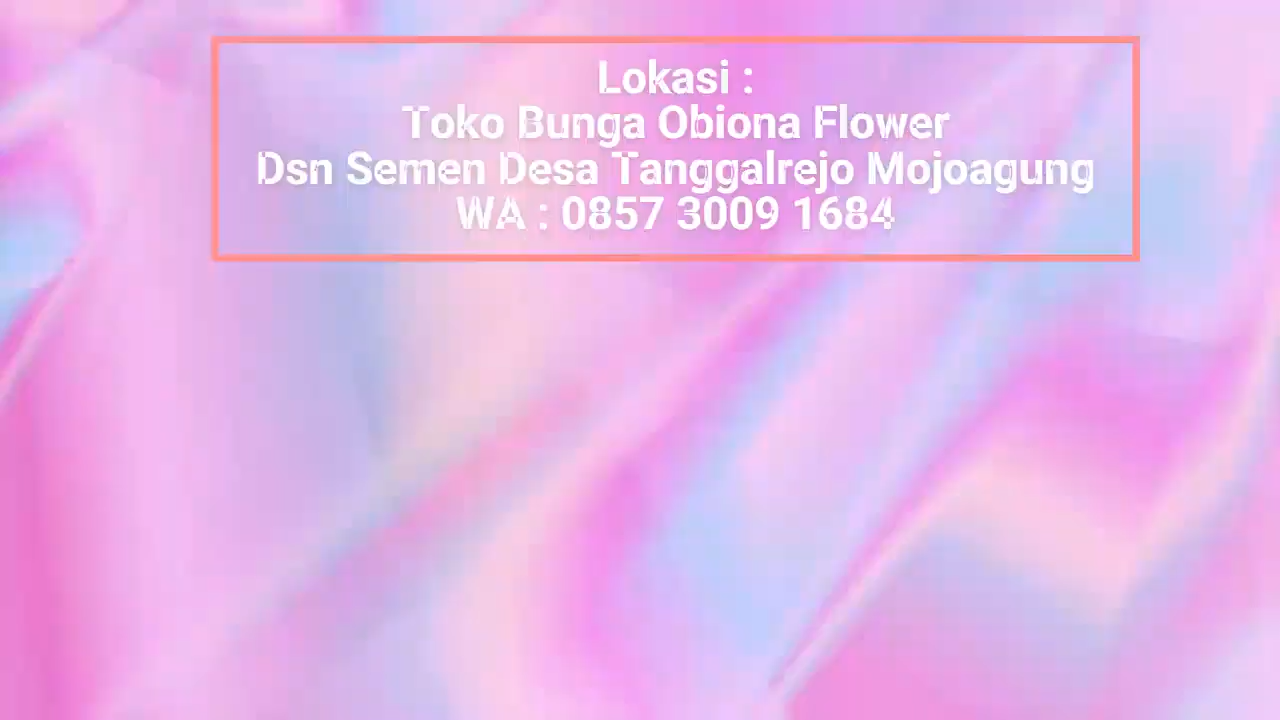 Lokasi :
Toko Bunga Obiona Flower
Dsn Semen Desa Tanggalrejo Mojoagung
WA : 0857 3009 1684